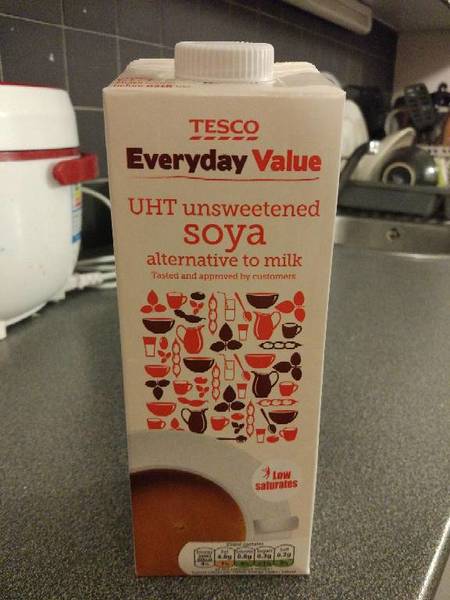 TESCO
Everyday Value
UHT unsweetened
soya
alternative to milk
Tasted and approved by customers
Low
saturates